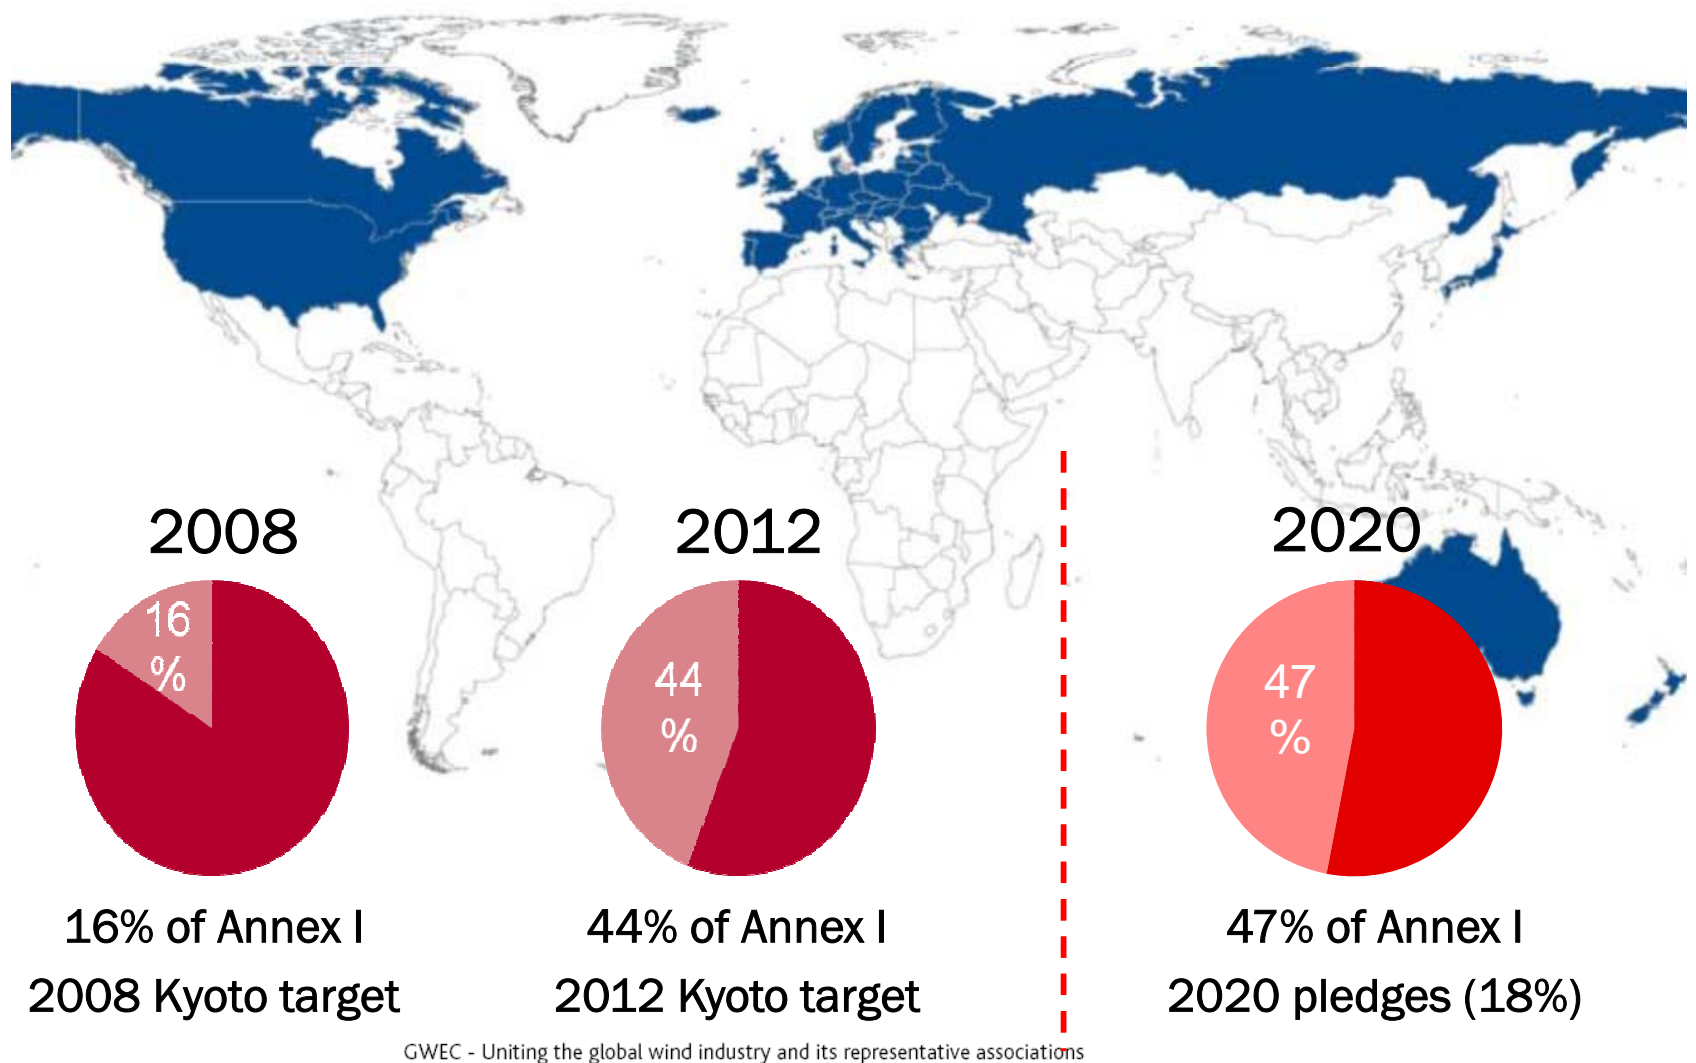 2008
2012
2020
16
%
44
%
47
%
16% of Annex I
2008 Kyoto target
44% of Annex I
2012 Kyoto target
47% of Annex I
2020 pledges (18%)
GWEC - Uniting the global wind industry and its representative associations